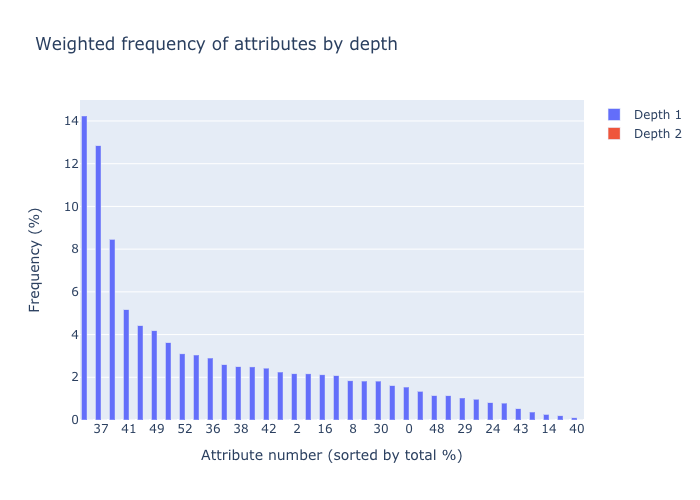 Weighted frequency of attributes by depth
Depth 1
Depth 2
14
12
10
8
6
4
2
0
Frequency (%)
37 41 49 52 36 38 42 2 16 8 30 0 48 29 24 43 14 40
Attribute number (sorted by total %)